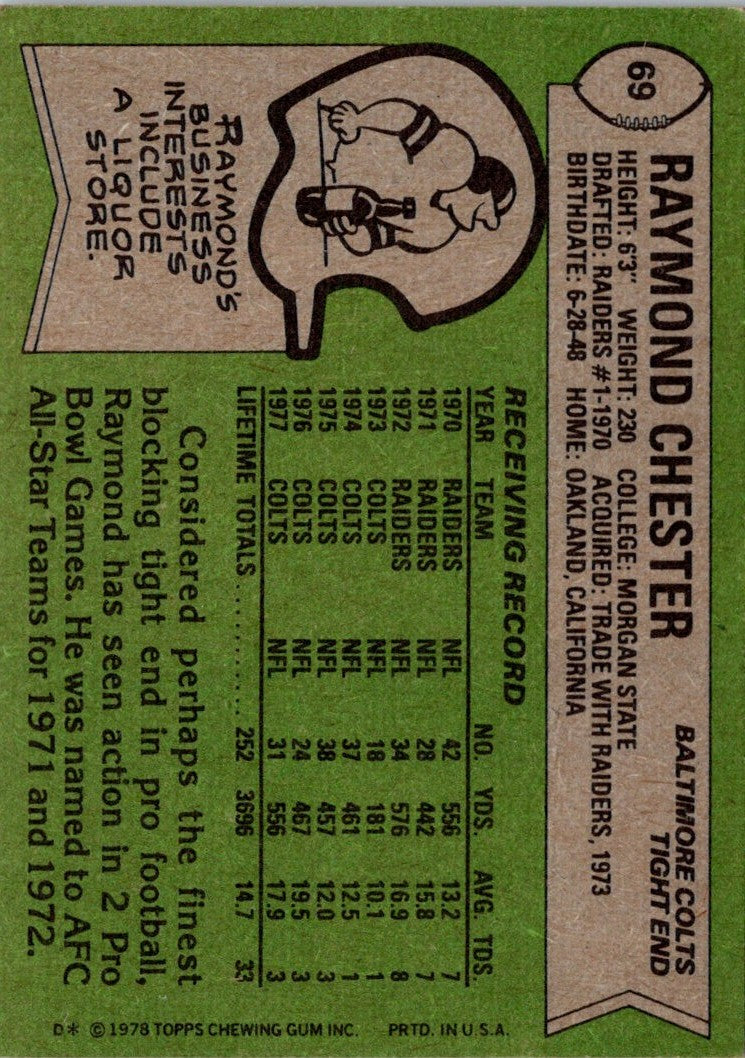 69
RAYMOND CHESTER
BALTIMORE COLTS
TIGHT END
HEIGHT: 6'3" WEIGHT: 230 COLLEGE: MORGAN STATE
DRAFTED: RAIDERS #1-1970 ACQUIRED: TRADE WITH RAIDERS, 1973
BIRTHDATE: 6-28-48 HOME: OAKLAND, CALIFORNIA
RAYMOND'S
BUSINESS
INTERESTS
INCLUDE
A LIQUOR
STORE.
RECEIVING RECORD
YEAR TEAM NO. YDS. AVG. TDS.
1970 RAIDERS NFL 42 556 13.2 7
1971 RAIDERS NFL 28 442 15.8 7
1972 RAIDERS NFL 34 576 16.9 8
1973 COLTS NFL 18 181 10.1 1
1974 COLTS NFL 37 461 12.5 1
1975 COLTS NFL 38 457 12.0 3
1976 COLTS NFL 24 467 19.5 3
1977 COLTS NFL 31 556 17.9 3
LIFETIME TOTALS.......... 252 3696 14.7 33
Considered perhaps the finest
blocking tight end in pro football,
Raymond has seen action in 2 Pro
Bowl Games. He was named to AFC
All-Star Teams for 1971 and 1972.
D* © 1978 TOPPS CHEWING GUM INC. PRTD. IN U.S.A.